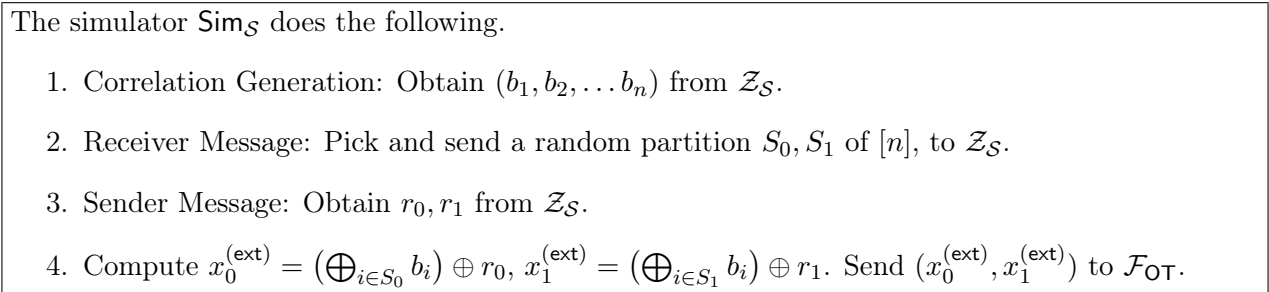 The simulator Sim_𝒮 does the following.
1. Correlation Generation: Obtain (b_1, b_2, … b_n) from 𝒵_𝒮.
2. Receiver Message: Pick and send a random partition S_0, S_1 of [n], to 𝒵_𝒮.
3. Sender Message: Obtain r_0, r_1 from 𝒵_𝒮.
4. Compute x_0^{(ext)} = (⨁_{i∈S_0} b_i) ⊕ r_0, x_1^{(ext)} = (⨁_{i∈S_1} b_i) ⊕ r_1. Send (x_0^{(ext)}, x_1^{(ext)}) to ℱ_OT.